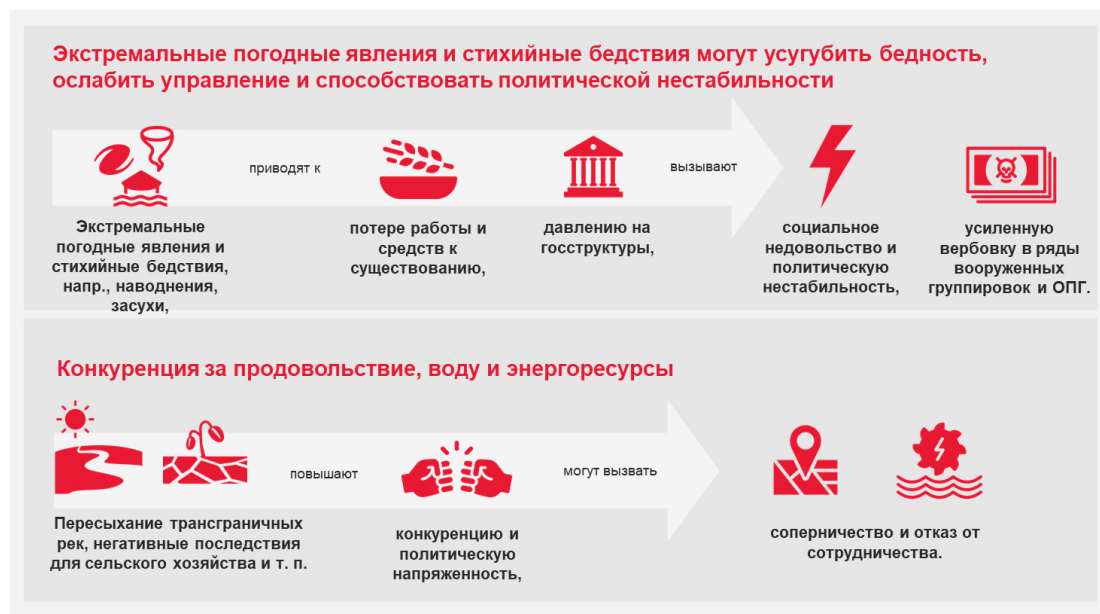 Экстремальные погодные явления и стихийные бедствия могут усугубить бедность,
ослабить управление и способствовать политической нестабильности
приводят к
вызывают
Экстремальные
погодные явления и
стихийные бедствия,
напр., наводнения,
засухи,
потере работы и
средств к
существованию,
давлению на
госструктуры,
социальное
недовольство и
политическую
нестабильность,
усиленную
вербовку в ряды
вооруженных
группировок и ОПГ.
Конкуренция за продовольствие, воду и энергоресурсы
повышают
могут вызвать
Пересыхание трансграничных
рек, негативные последствия
для сельского хозяйства и т. п.
конкуренцию и
политическую
напряженность,
соперничество и отказ от
сотрудничества.